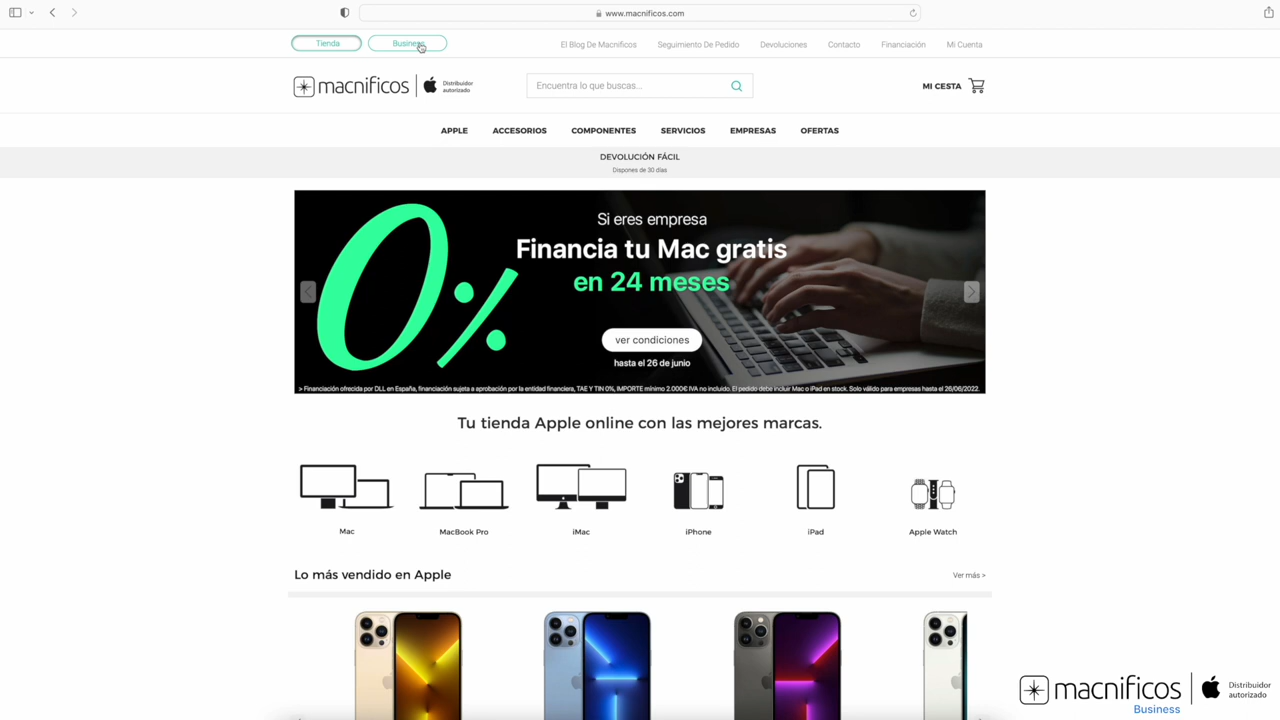 www.macnificos.com
Tienda
Business
El Blog De Macnificos
Seguimiento De Pedido
Devoluciones
Contacto
Financiación
Mi Cuenta
macnificos
Distribuidor
autorizado
Encuentra lo que buscas...
MI CESTA
APPLE
ACCESORIOS
COMPONENTES
SERVICIOS
EMPRESAS
OFERTAS
DEVOLUCIÓN FÁCIL
Dispones de 30 días
0%
Si eres empresa
Financia tu Mac gratis
en 24 meses
ver condiciones
hasta el 26 de junio
> Financiación ofrecida por DLL en España, financiación sujeta a aprobación por la entidad financiera, TAE Y TIN 0%, IMPORTE mínimo 2.000€ IVA no incluido. El pedido debe incluir Mac o iPad en stock. Solo válido para empresas hasta el 26/06/2022.
Tu tienda Apple online con las mejores marcas.
Mac
MacBook Pro
iMac
iPhone
iPad
Apple Watch
Lo más vendido en Apple
Ver más >
macnificos
Distribuidor
autorizado
Business